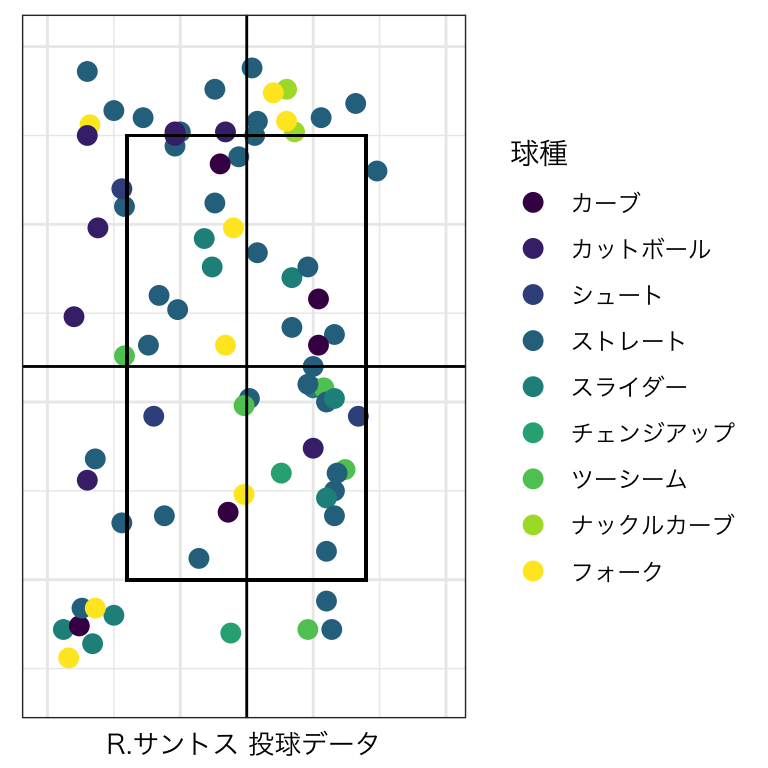 球種
カーブ
カットボール
シュート
ストレート
スライダー
チェンジアップ
ツーシーム
ナックルカーブ
フォーク
R.サントス 投球データ